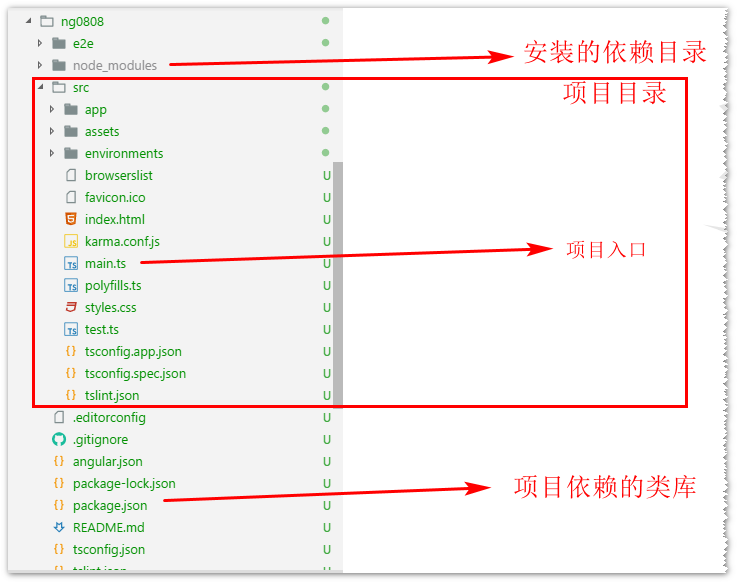 ng0808
e2e
node_modules
安装的依赖目录
src
项目目录
app
assets
environments
browserslist U
favicon.ico U
index.html U
karma.conf.js U
main.ts U
项目入口
polyfills.ts U
styles.css U
test.ts U
tsconfig.app.json U
tsconfig.spec.json U
tslint.json U
.editorconfig U
.gitignore U
angular.json U
package-lock.json U
项目依赖的类库
package.json U
README.md U
tsconfig.json U
tslint.json U